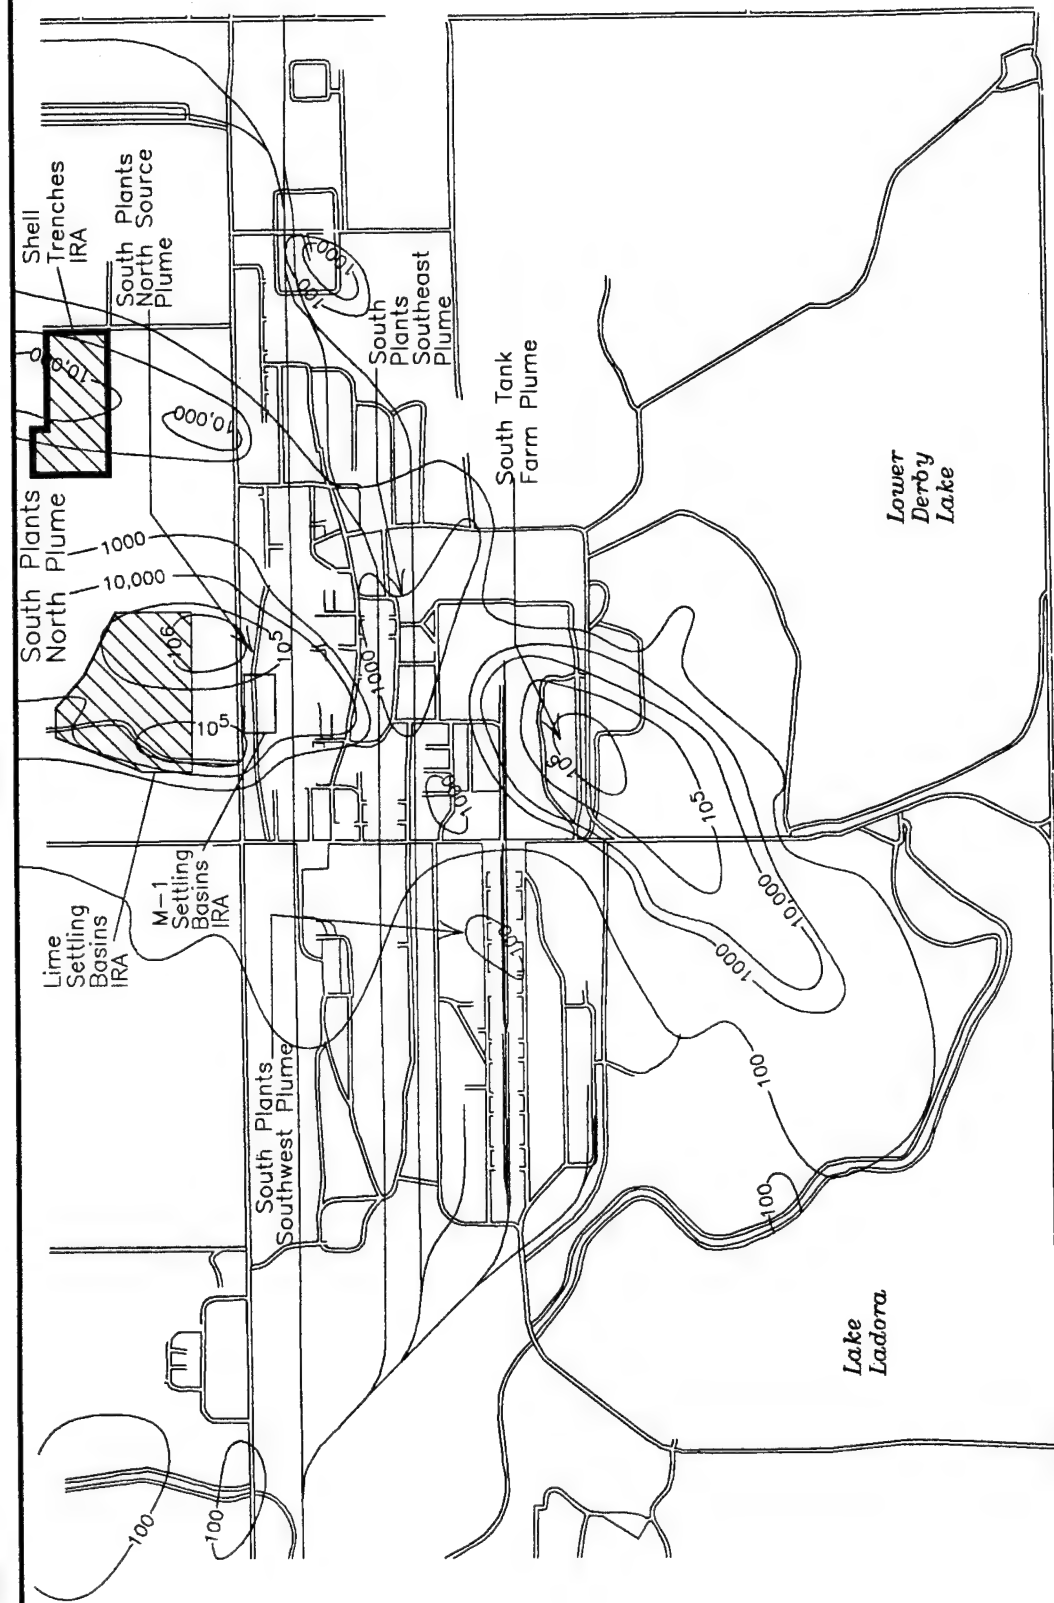 Shell
Trenches
IRA
South Plants
North Source
Plume
South Plants
North Plume
Lime
Settling
Basins
IRA
M-1
Settling
Basins
IRA
South Plants
Southwest Plume
South
Plants
Southeast
Plume
South Tank
Farm Plume
Lower
Derby
Lake
Lake
Ladora
10,000
1000
10,000
10⁶
10⁵
10⁵
1000
1000
100
10⁶
10⁵
10,000
1000
100
100
100
100
100